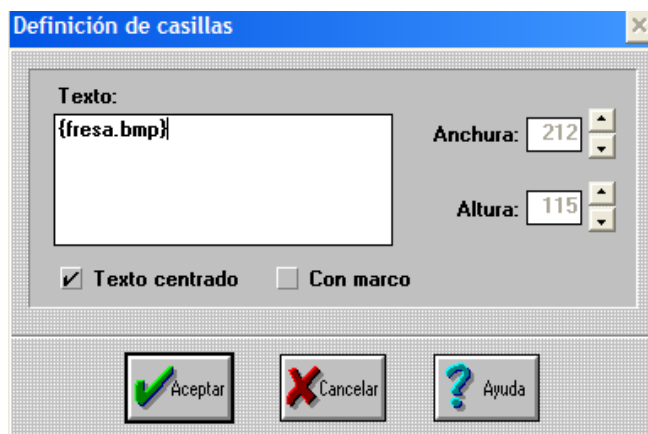 Definición de casillas
Texto:
{fresa.bmp}
Anchura: 212
Altura: 115
Texto centrado
Con marco
Aceptar
Cancelar
Ayuda